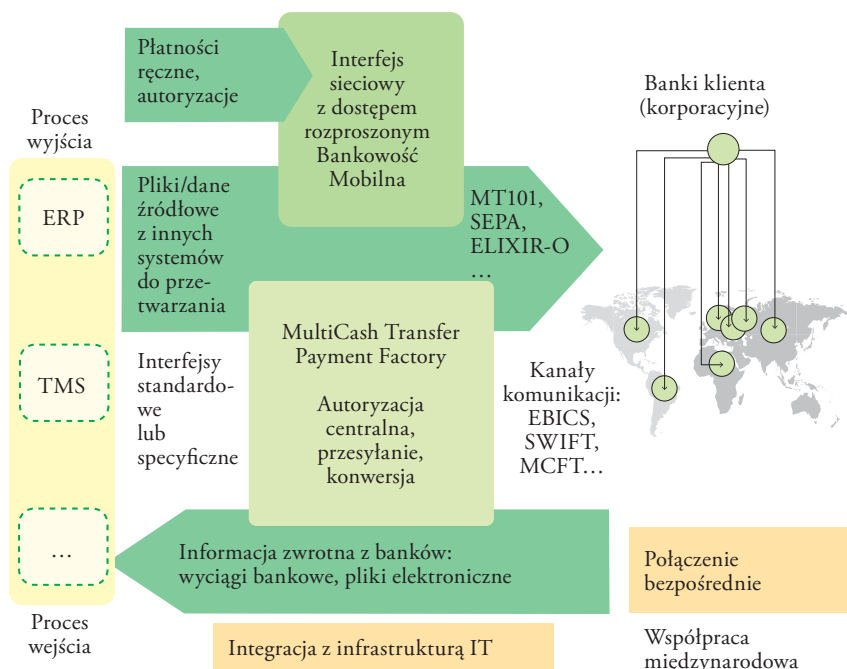 Płatności
ręczne,
autoryzacje
Interfejs
sieciowy
z dostępem
rozproszonym
Bankowość
Mobilna
Banki klienta
(korporacyjne)
Proces
wyjścia
ERP
TMS
…
Proces
wejścia
Pliki/dane
źródłowe
z innych
systemów
do prze-
twarzania
MT101,
SEPA,
ELIXIR-O
…
MultiCash Transfer
Payment Factory
Autoryzacja
centralna,
przesyłanie,
konwersja
Interfejsy
standardo-
we
lub
specyficzne
Kanały
komunikacji:
EBICS,
SWIFT,
MCFT…
Informacja zwrotna z banków:
wyciągi bankowe, pliki elektroniczne
Połączenie
bezpośrednie
Integracja z infrastrukturą IT
Współpraca
międzynarodowa